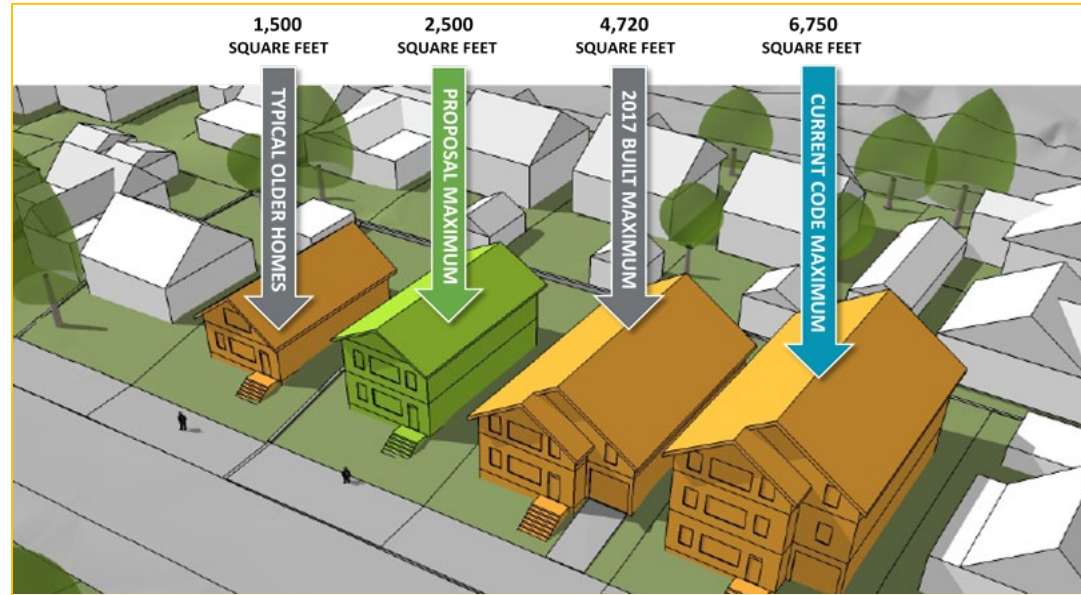 1,500
SQUARE FEET
2,500
SQUARE FEET
4,720
SQUARE FEET
6,750
SQUARE FEET
TYPICAL OLDER HOMES
PROPOSAL MAXIMUM
2017 BUILT MAXIMUM
CURRENT CODE MAXIMUM